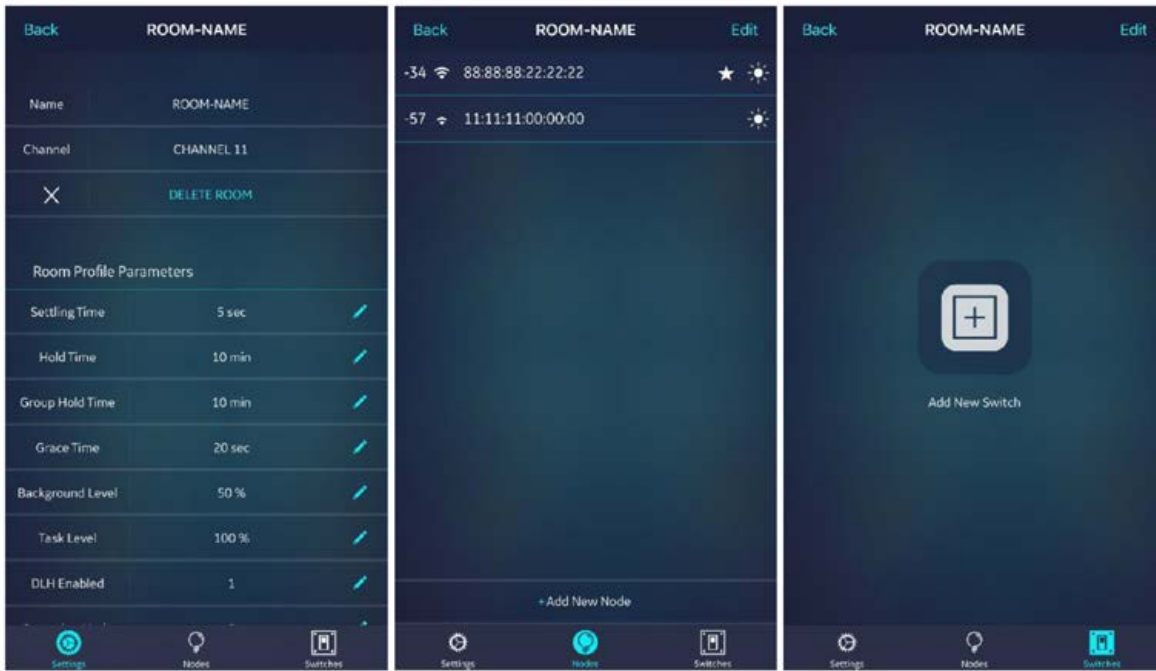 Back ROOM-NAME
Name ROOM-NAME
Channel CHANNEL 11
DELETE ROOM
Room Profile Parameters
Settling Time 5 sec
Hold Time 10 min
Group Hold Time 10 min
Grace Time 20 sec
Background Level 50 %
Task Level 100 %
DLH Enabled 1
Settings Nodes Switches
Back ROOM-NAME Edit
-34 88:88:88:22:22:22
-57 11:11:11:00:00:00
+Add New Node
Settings Nodes Switches
Back ROOM-NAME Edit
Add New Switch
Settings Nodes Switches